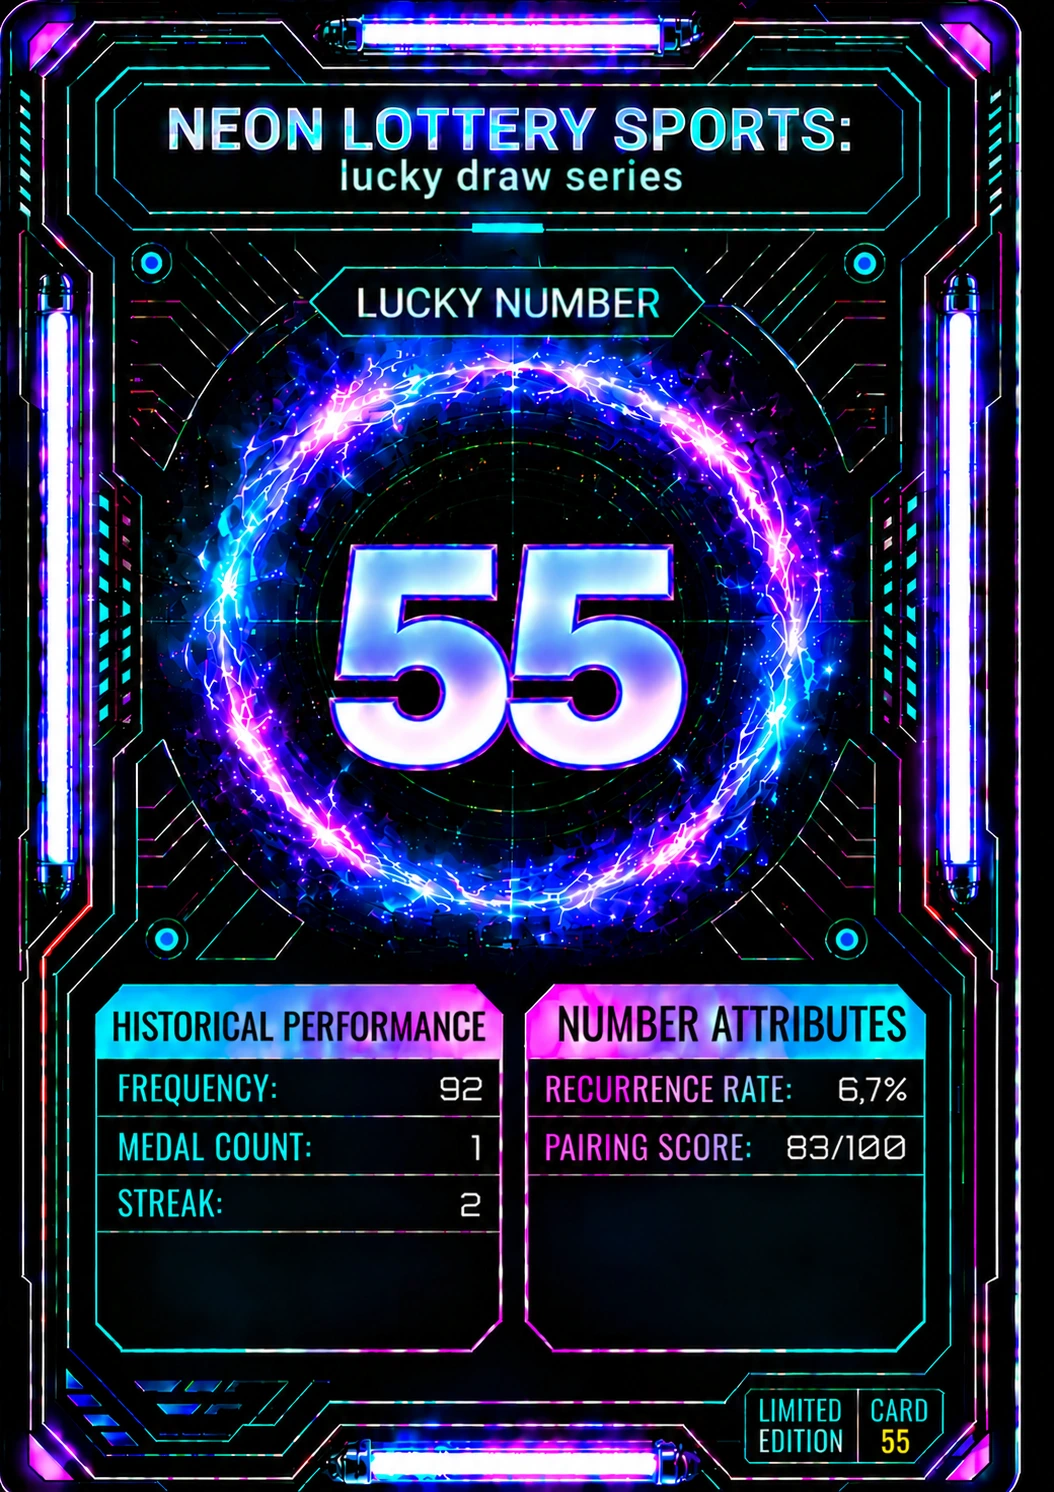 NEON LOTTERY SPORTS:
lucky draw series
LUCKY NUMBER
55
HISTORICAL PERFORMANCE
FREQUENCY: 92
MEDAL COUNT: 1
STREAK: 2
NUMBER ATTRIBUTES
RECURRENCE RATE: 6,7%
PAIRING SCORE: 83/100
LIMITED
EDITION
CARD
55